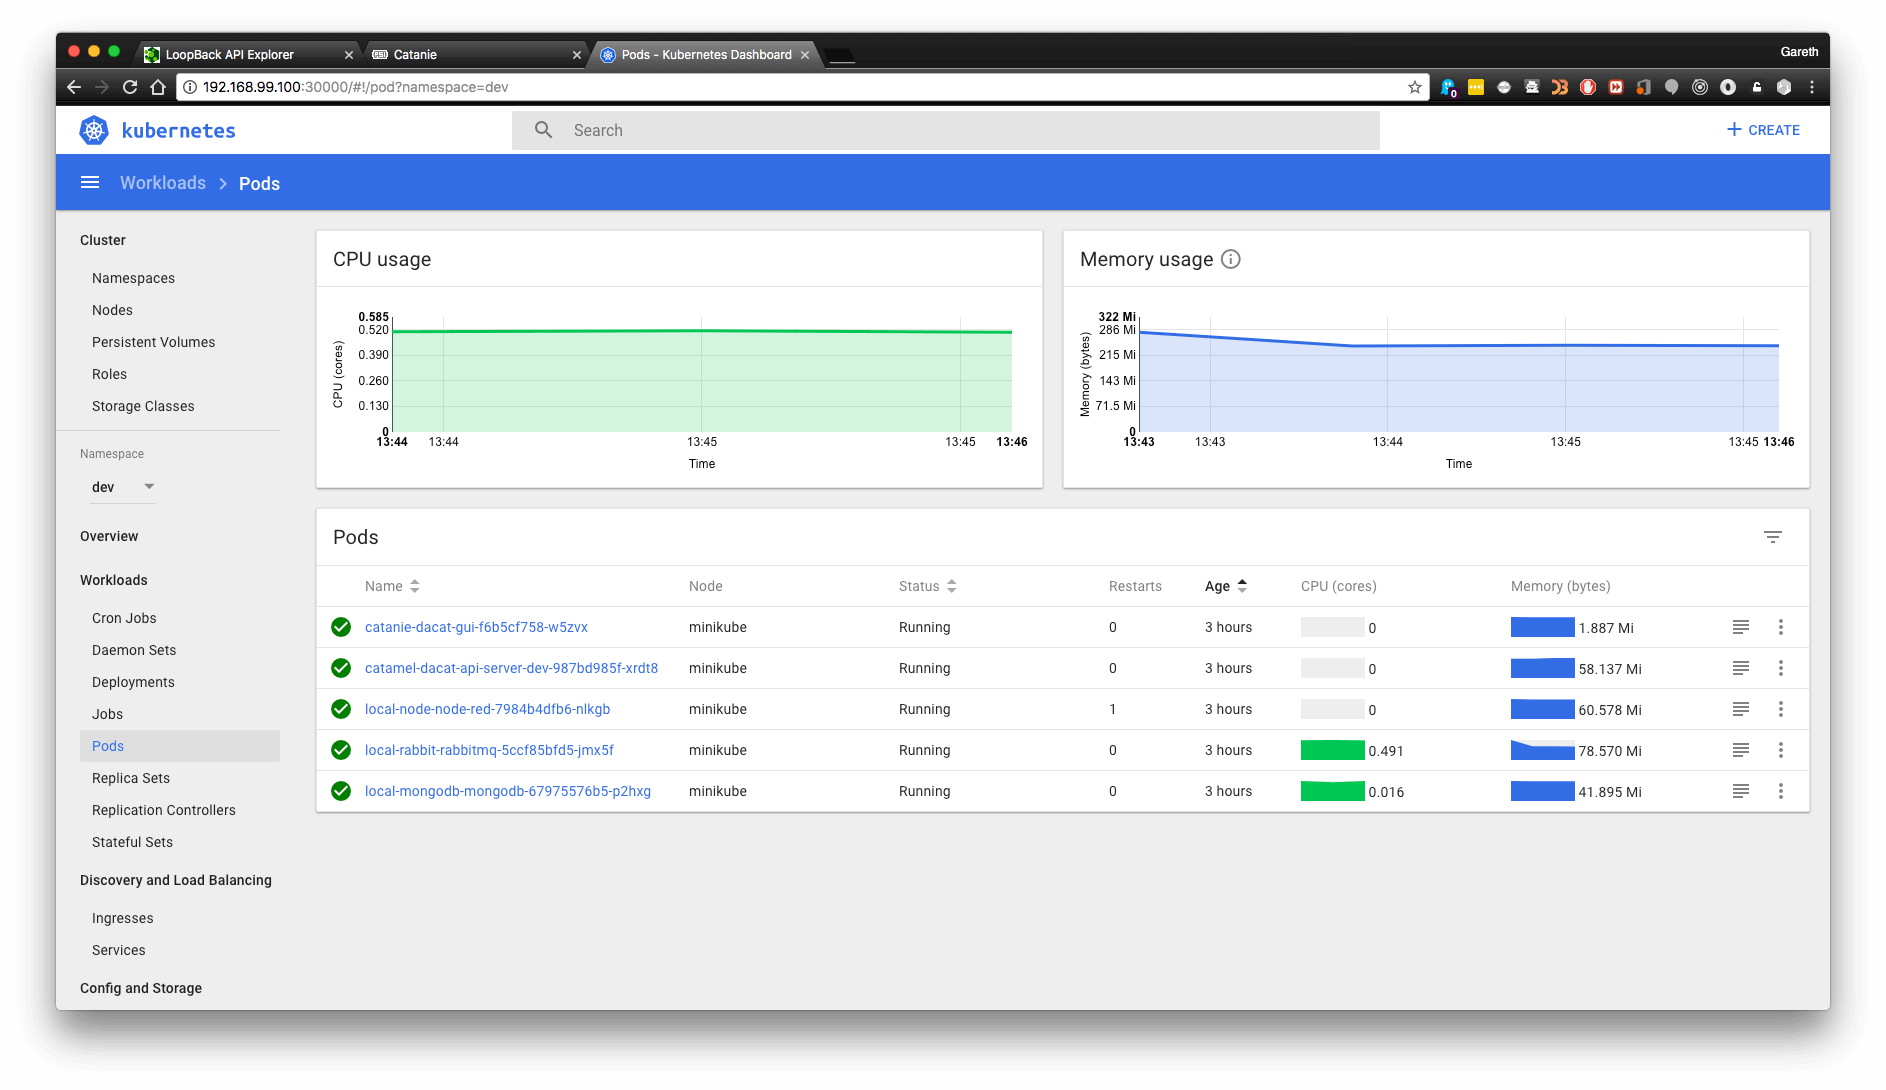 LoopBack API Explorer
Catanie
Pods - Kubernetes Dashboard
Gareth
192.168.99.100:30000/#!/pod?namespace=dev
0
kubernetes
Search
CREATE
Workloads > Pods
Cluster
Namespaces
Nodes
Persistent Volumes
Roles
Storage Classes
Namespace
dev
Overview
Workloads
Cron Jobs
Daemon Sets
Deployments
Jobs
Pods
Replica Sets
Replication Controllers
Stateful Sets
Discovery and Load Balancing
Ingresses
Services
Config and Storage
CPU usage
CPU (cores)
0.585
0.520
0.390
0.260
0.130
0
13:44 13:44 13:45 13:45 13:46
Time
Memory usage
Memory (bytes)
322 Mi
286 Mi
215 Mi
143 Mi
71.5 Mi
0
13:43 13:43 13:44 13:45 13:45 13:46
Time
Pods
Name Node Status Restarts Age CPU (cores) Memory (bytes)
catanie-dacat-gui-f6b5cf758-w5zvx minikube Running 0 3 hours 0 1.887 Mi
catamel-dacat-api-server-dev-987bd985f-xrdt8 minikube Running 0 3 hours 0 58.137 Mi
local-node-node-red-7984b4dfb6-nlkgb minikube Running 1 3 hours 0 60.578 Mi
local-rabbit-rabbitmq-5ccf85bfd5-jmx5f minikube Running 0 3 hours 0.491 78.570 Mi
local-mongodb-mongodb-67975576b5-p2hxg minikube Running 0 3 hours 0.016 41.895 Mi